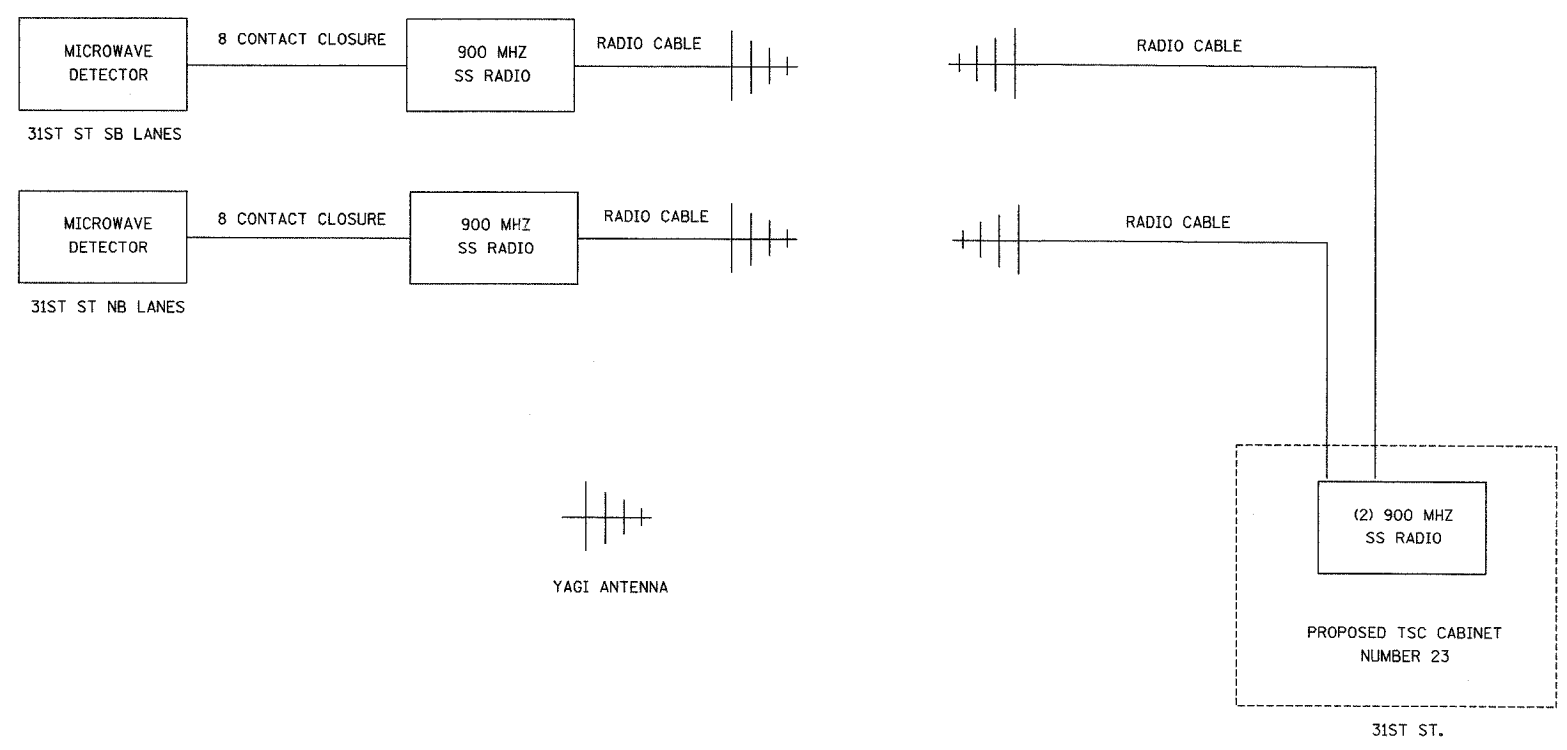 MICROWAVE
DETECTOR
8 CONTACT CLOSURE
900 MHZ
SS RADIO
RADIO CABLE
RADIO CABLE
31ST ST SB LANES
MICROWAVE
DETECTOR
8 CONTACT CLOSURE
900 MHZ
SS RADIO
RADIO CABLE
RADIO CABLE
31ST ST NB LANES
YAGI ANTENNA
(2) 900 MHZ
SS RADIO
PROPOSED TSC CABINET
NUMBER 23
31ST ST.